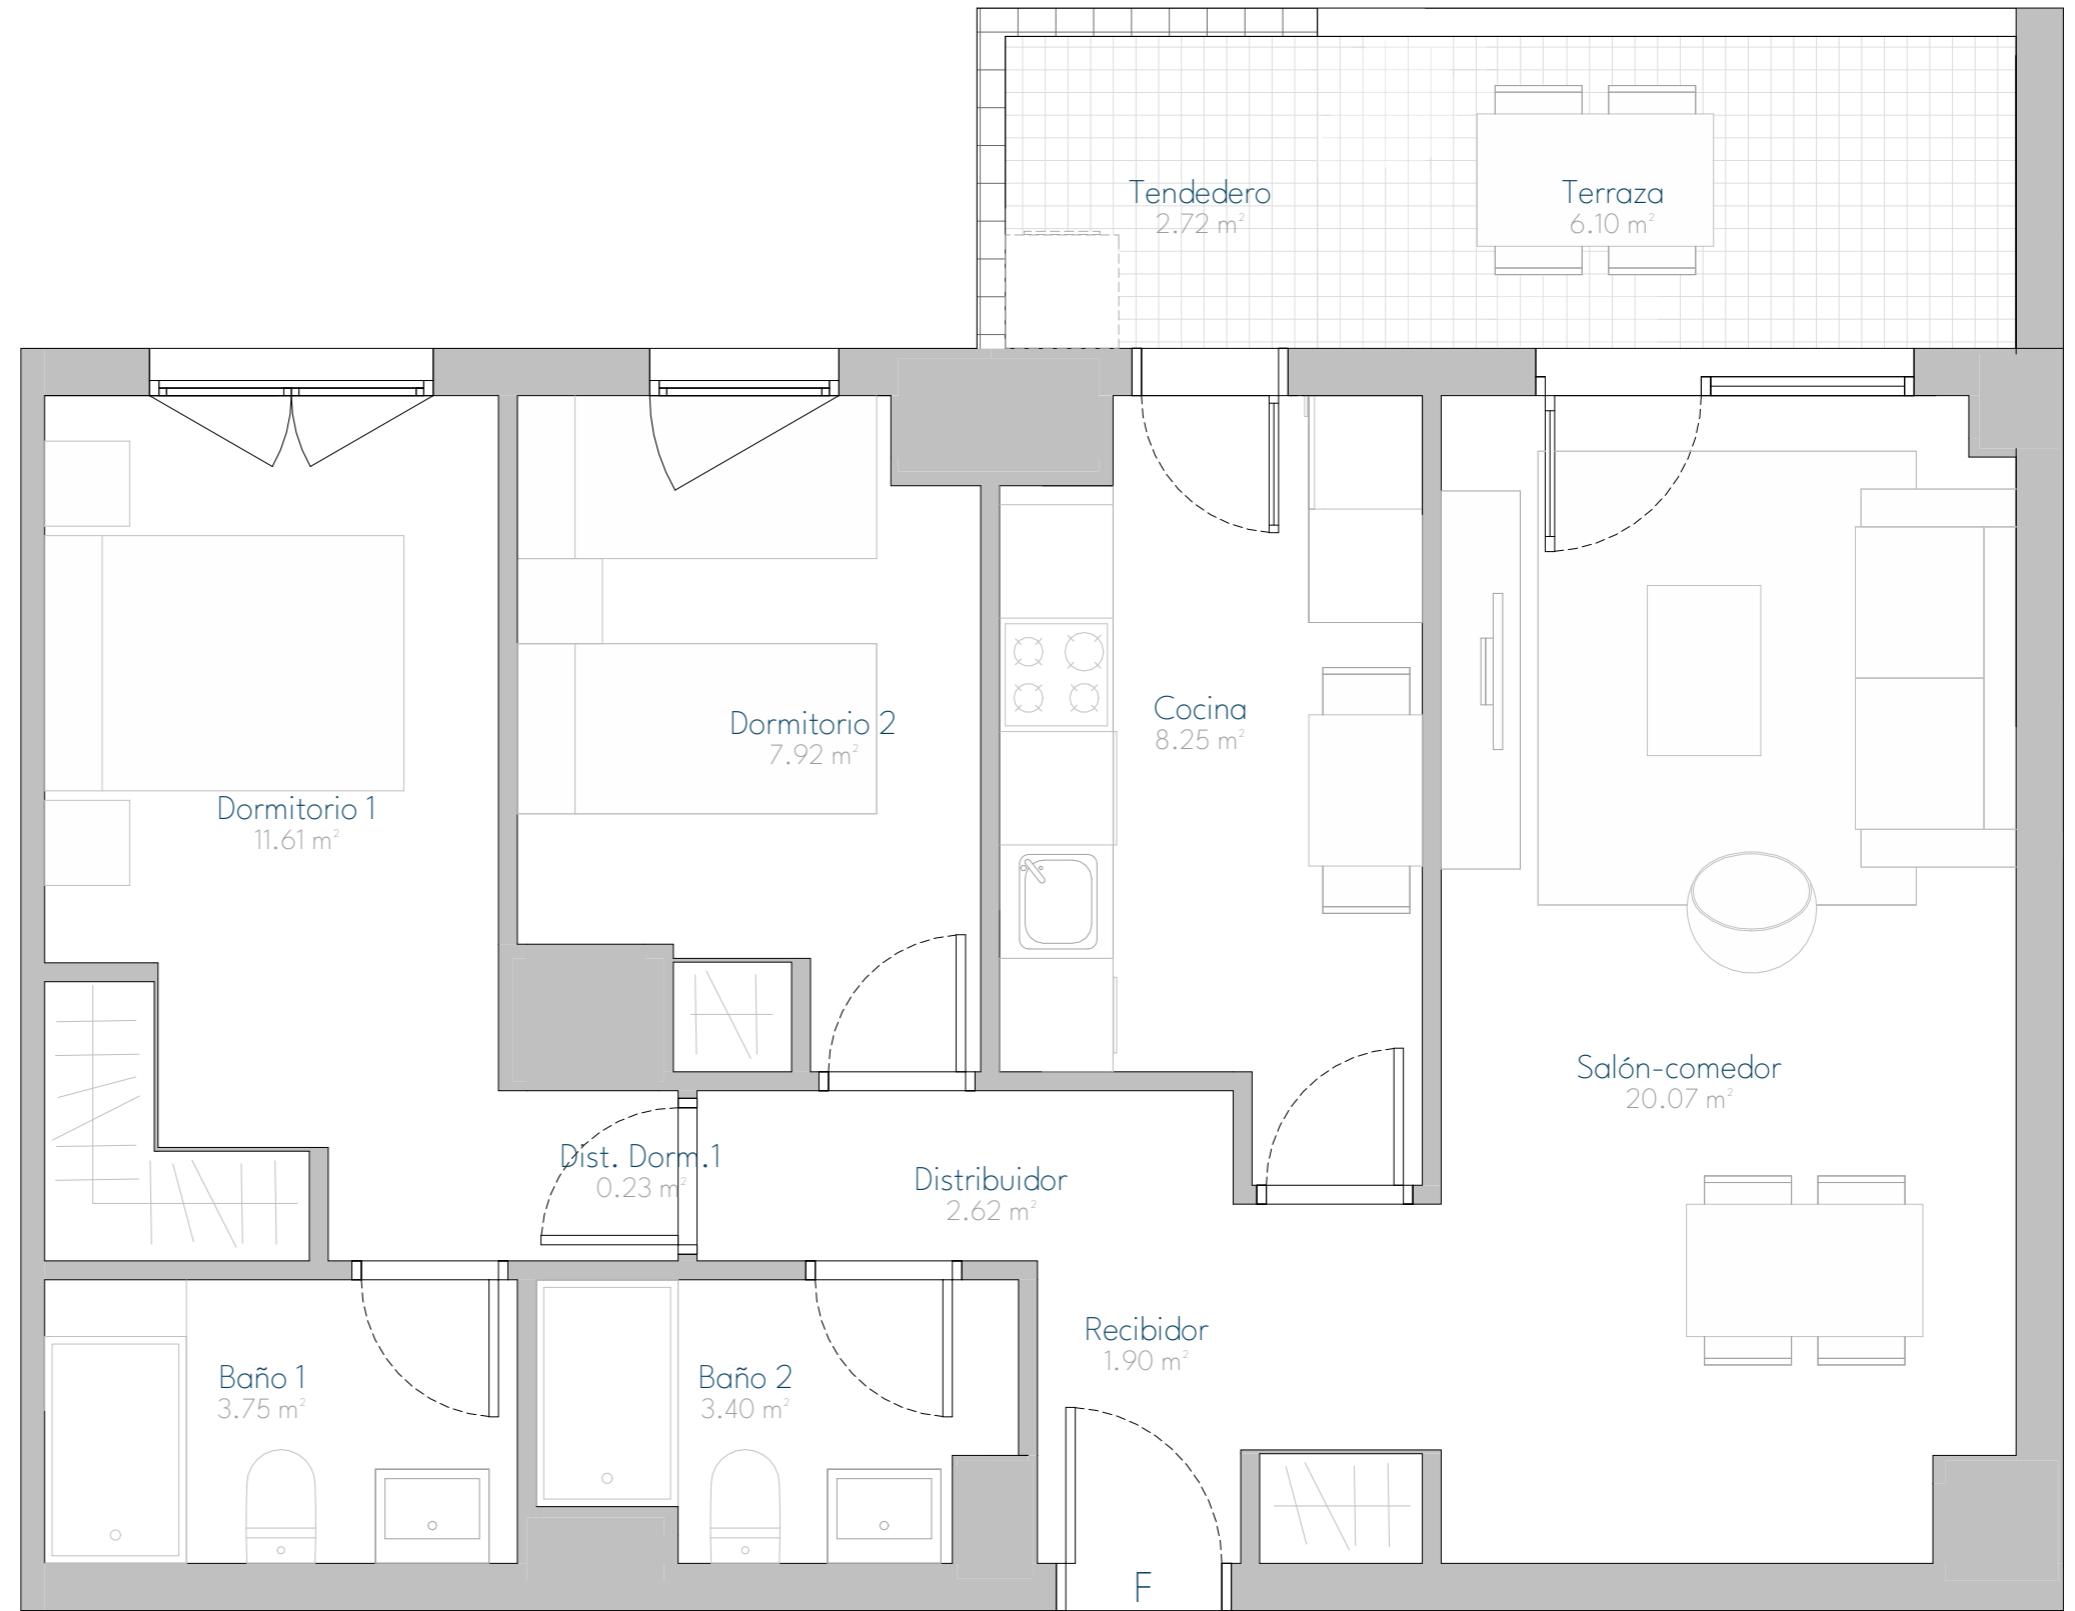 Tendedero
2.72 m²
Terraza
6.10 m²
Dormitorio 1
11.61 m²
Dormitorio 2
7.92 m²
Cocina
8.25 m²
Salón-comedor
20.07 m²
Dist. Dorm.1
0.23 m²
Distribuidor
2.62 m²
Recibidor
1.90 m²
Baño 1
3.75 m²
Baño 2
3.40 m²
F